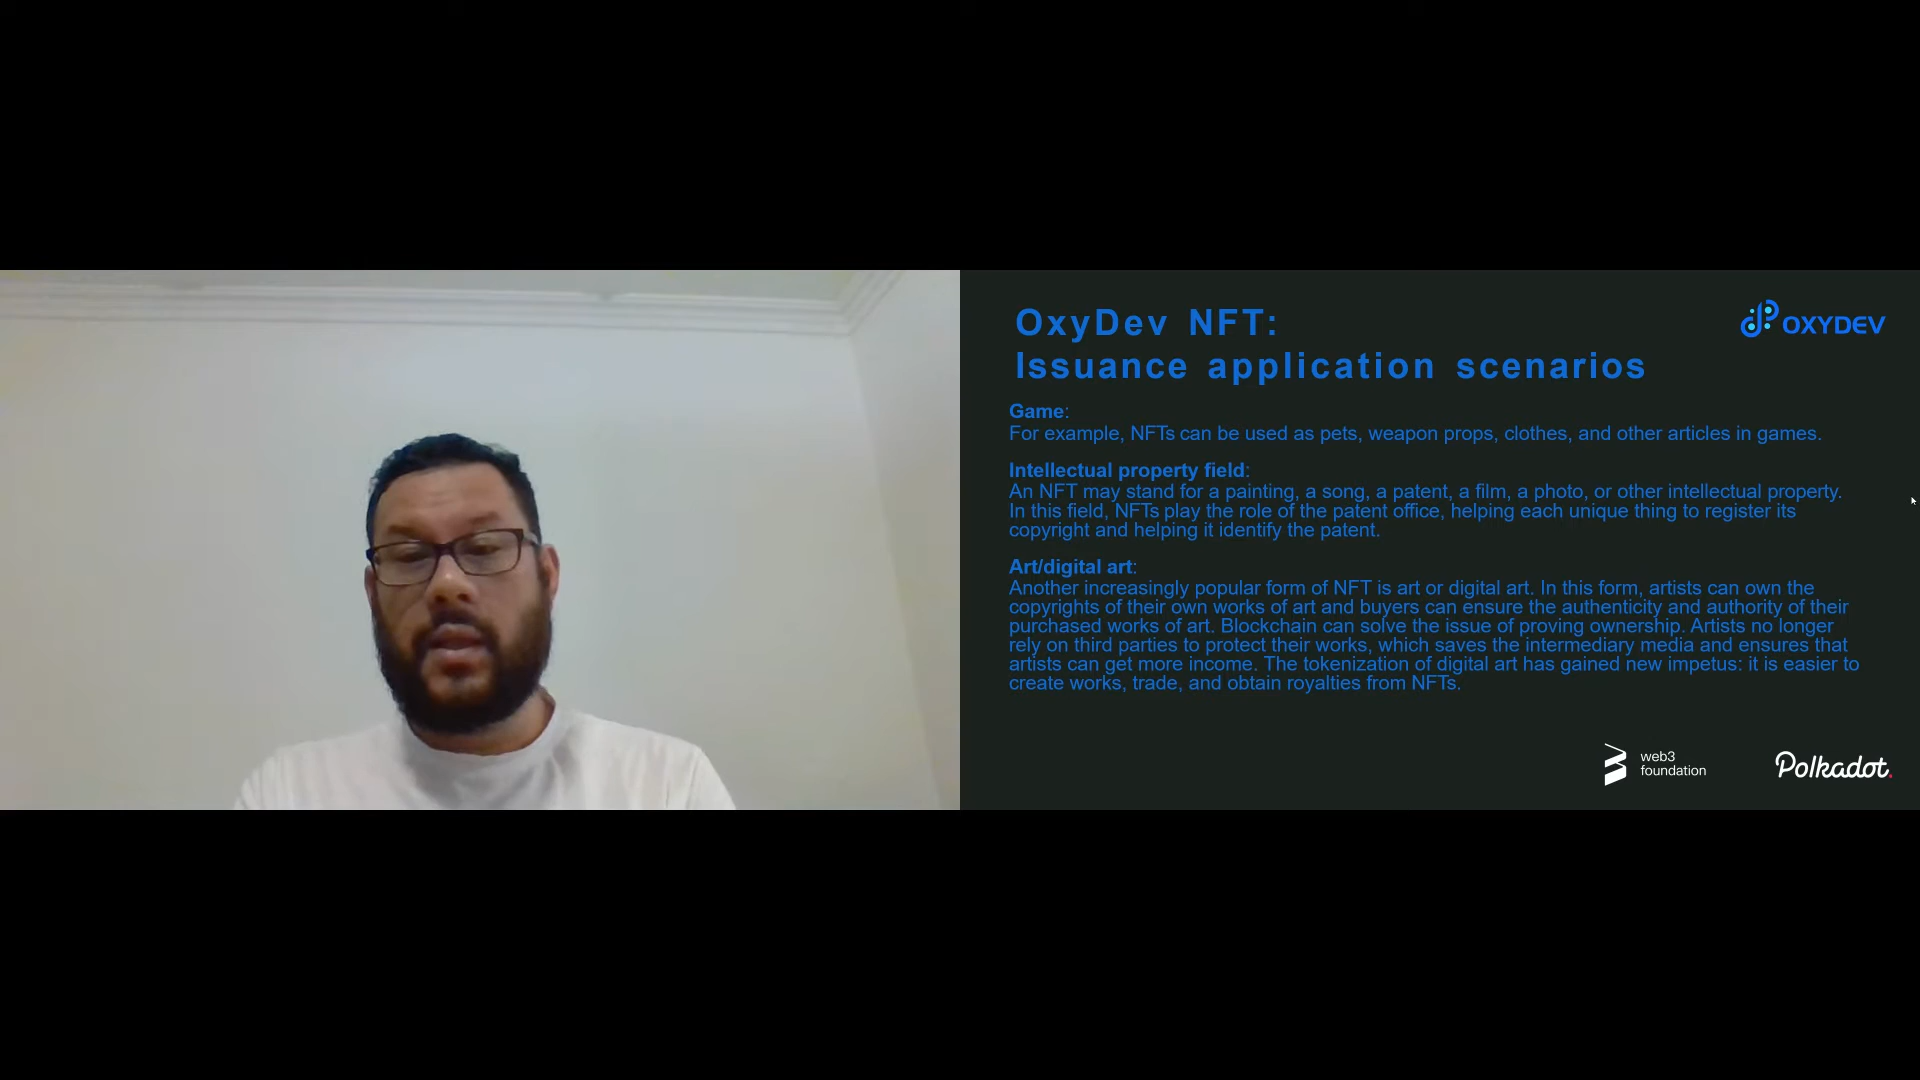 OxyDev NFT:
Issuance application scenarios
OXYDEV
Game:
For example, NFTs can be used as pets, weapon props, clothes, and other articles in games.
Intellectual property field:
An NFT may stand for a painting, a song, a patent, a film, a photo, or other intellectual property.
In this field, NFTs play the role of the patent office, helping each unique thing to register its
copyright and helping it identify the patent.
Art/digital art:
Another increasingly popular form of NFT is art or digital art. In this form, artists can own the
copyrights of their own works of art and buyers can ensure the authenticity and authority of their
purchased works of art. Blockchain can solve the issue of proving ownership. Artists no longer
rely on third parties to protect their works, which saves the intermediary media and ensures that
artists can get more income. The tokenization of digital art has gained new impetus: it is easier to
create works, trade, and obtain royalties from NFTs.
web3
foundation
Polkadot.